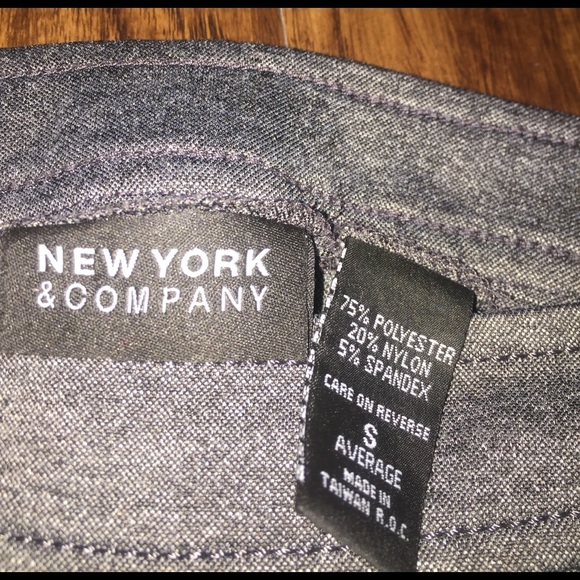 NEW YORK
& COMPANY
75% POLYESTER
20% NYLON
5% SPANDEX
CARE ON REVERSE
S
AVERAGE
MADE IN
TAIWAN R.O.C.